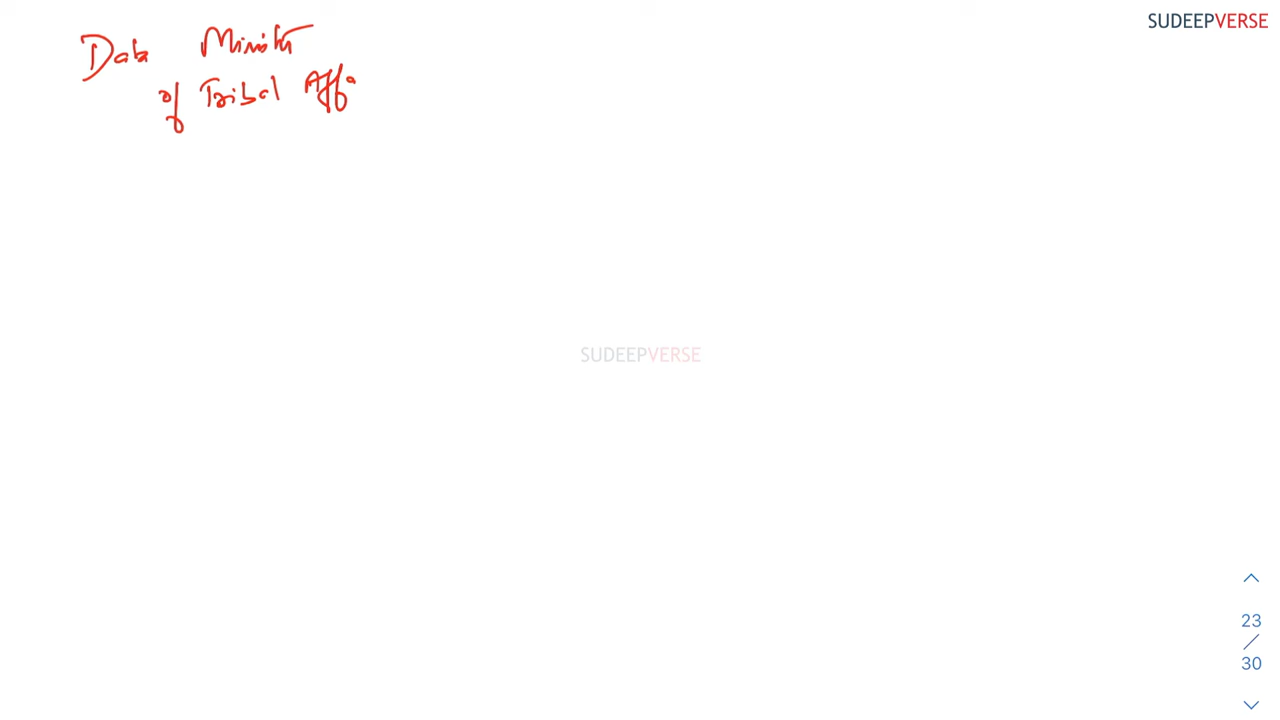 SUDEEPVERSE
Data Ministr
of Tribal Affa
SUDEEPVERSE
23
/
30